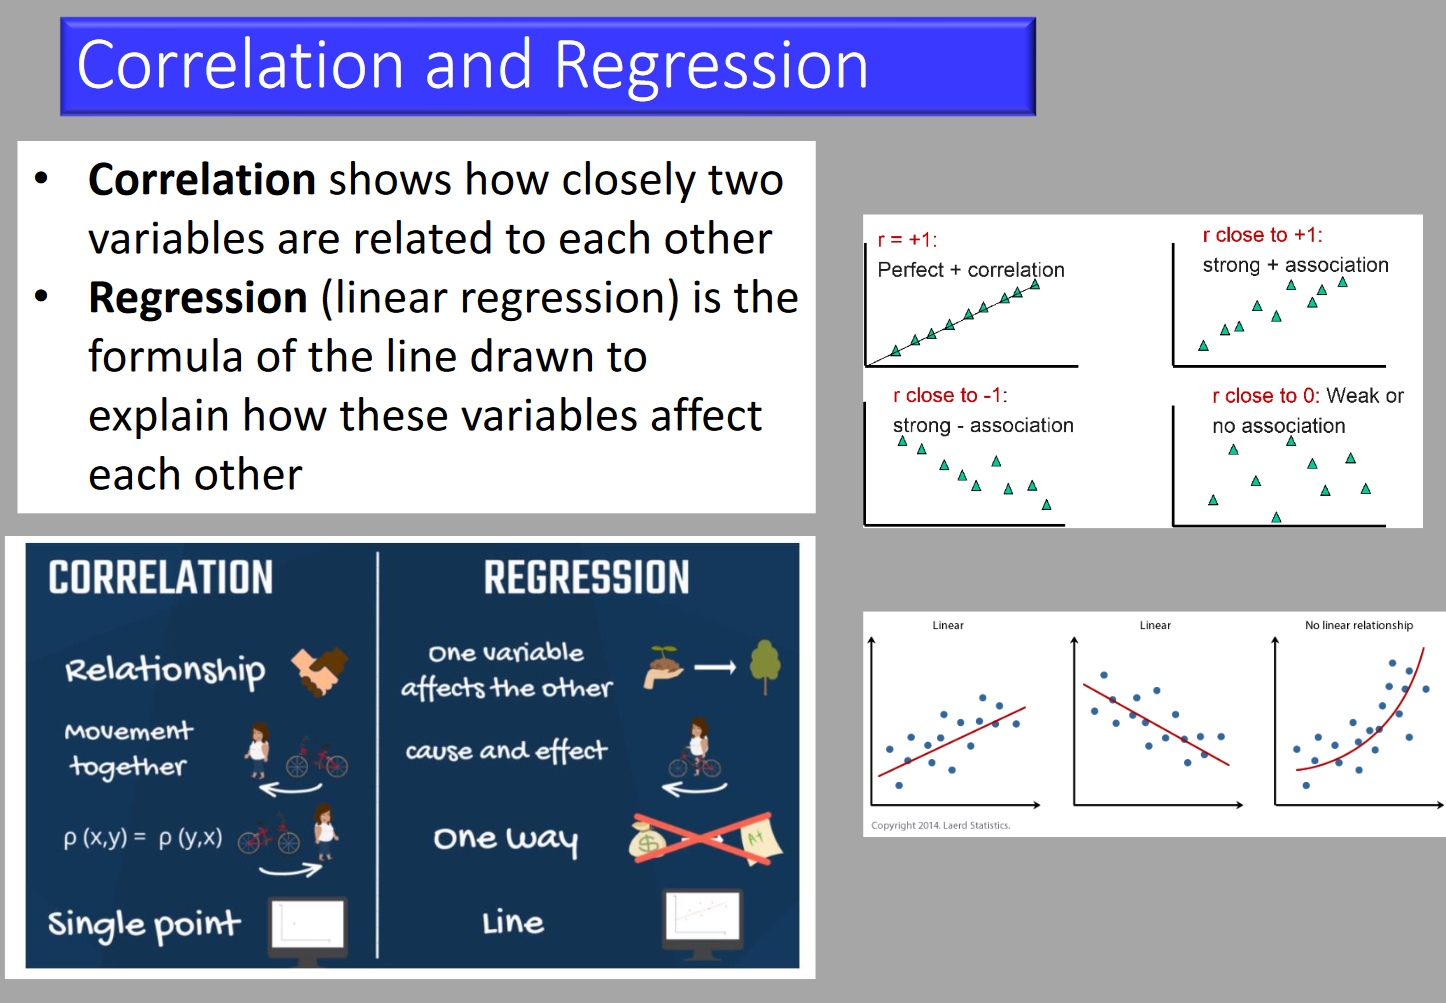 Correlation and Regression
• Correlation shows how closely two
variables are related to each other
• Regression (linear regression) is the
formula of the line drawn to
explain how these variables affect
each other
r = +1:
Perfect + correlation
r close to +1:
strong + association
r close to -1:
strong - association
r close to 0: Weak or
no association
CORRELATION
Relationship
Movement
together
ρ (x,y) = ρ (y,x)
Single point
REGRESSION
One variable
affects the other
cause and effect
One way
$
A+
Line
Linear
Linear
No linear relationship
Copyright 2014. Laerd Statistics.